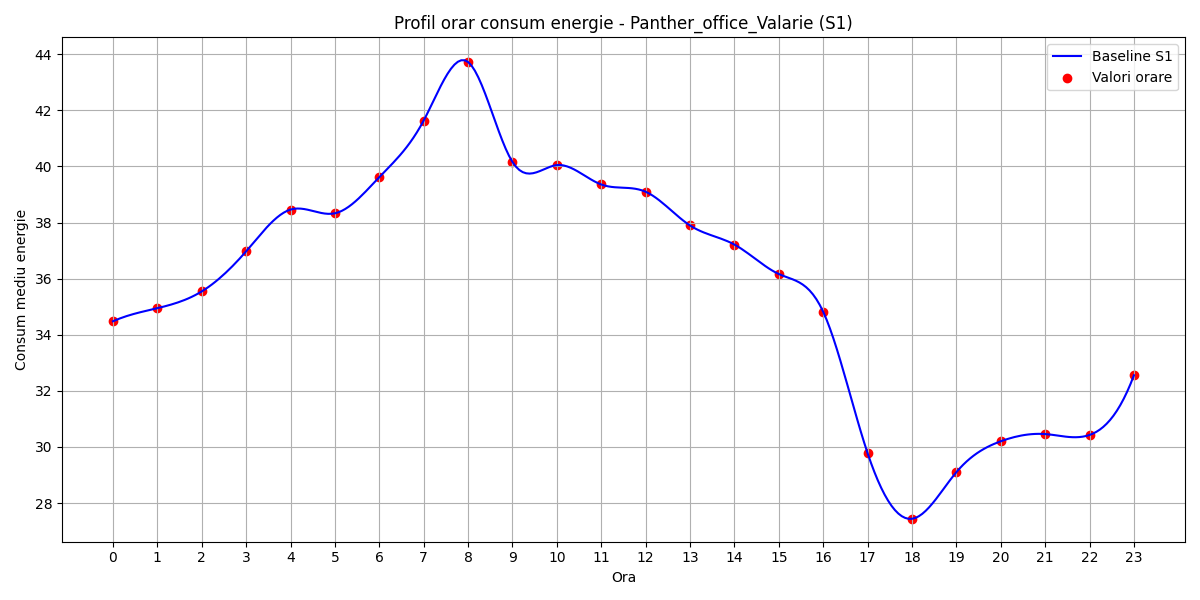 Profil orar consum energie - Panther_office_Valarie (S1)
Baseline S1
Valori orare
Consum mediu energie
44
42
40
38
36
34
32
30
28
0 1 2 3 4 5 6 7 8 9 10 11 12 13 14 15 16 17 18 19 20 21 22 23
Ora